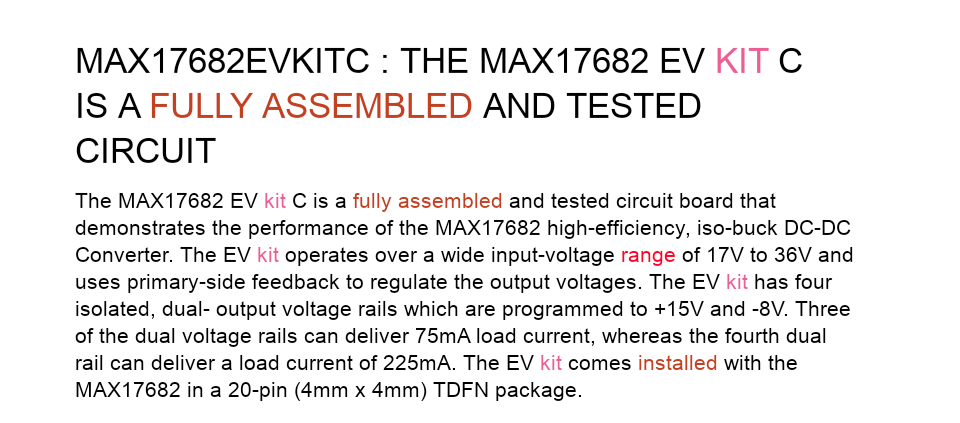 MAX17682EVKITC : THE MAX17682 EV KIT C
IS A FULLY ASSEMBLED AND TESTED
CIRCUIT
The MAX17682 EV kit C is a fully assembled and tested circuit board that
demonstrates the performance of the MAX17682 high-efficiency, iso-buck DC-DC
Converter. The EV kit operates over a wide input-voltage range of 17V to 36V and
uses primary-side feedback to regulate the output voltages. The EV kit has four
isolated, dual- output voltage rails which are programmed to +15V and -8V. Three
of the dual voltage rails can deliver 75mA load current, whereas the fourth dual
rail can deliver a load current of 225mA. The EV kit comes installed with the
MAX17682 in a 20-pin (4mm x 4mm) TDFN package.